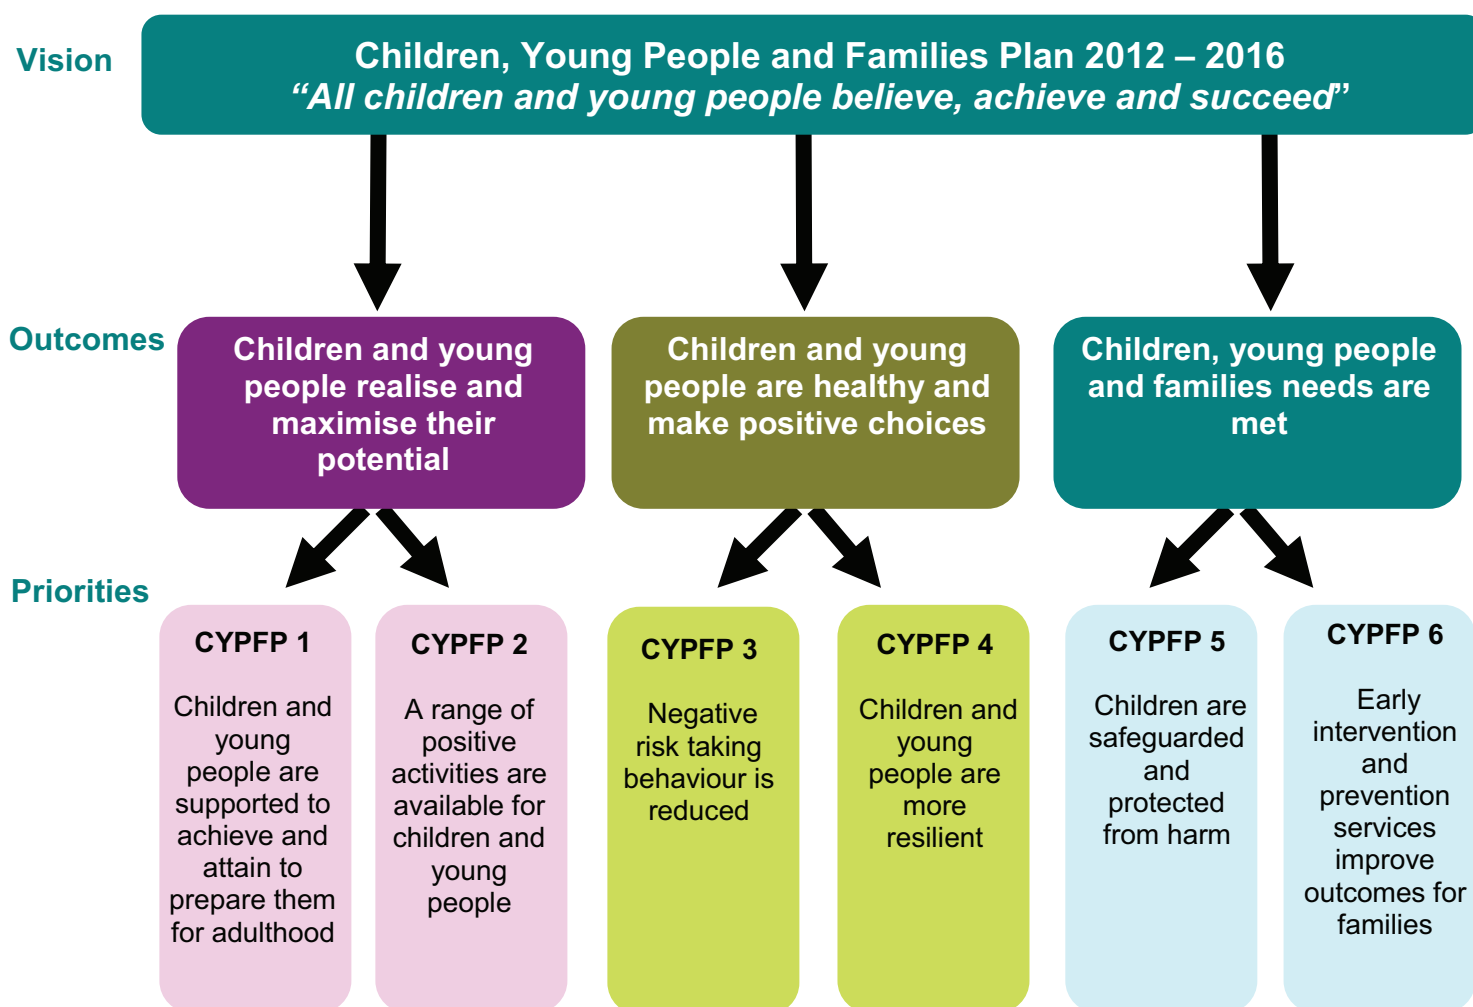 Vision
Children, Young People and Families Plan 2012 – 2016
“All children and young people believe, achieve and succeed”
Outcomes
Children and young
people realise and
maximise their
potential
Children and young
people are healthy and
make positive choices
Children, young people
and families needs are
met
Priorities
CYPFP 1
Children and
young
people are
supported to
achieve and
attain to
prepare them
for adulthood
CYPFP 2
A range of
positive
activities are
available for
children and
young
people
CYPFP 3
Negative
risk taking
behaviour is
reduced
CYPFP 4
Children and
young
people are
more
resilient
CYPFP 5
Children are
safeguarded
and
protected
from harm
CYPFP 6
Early
intervention
and
prevention
services
improve
outcomes for
families